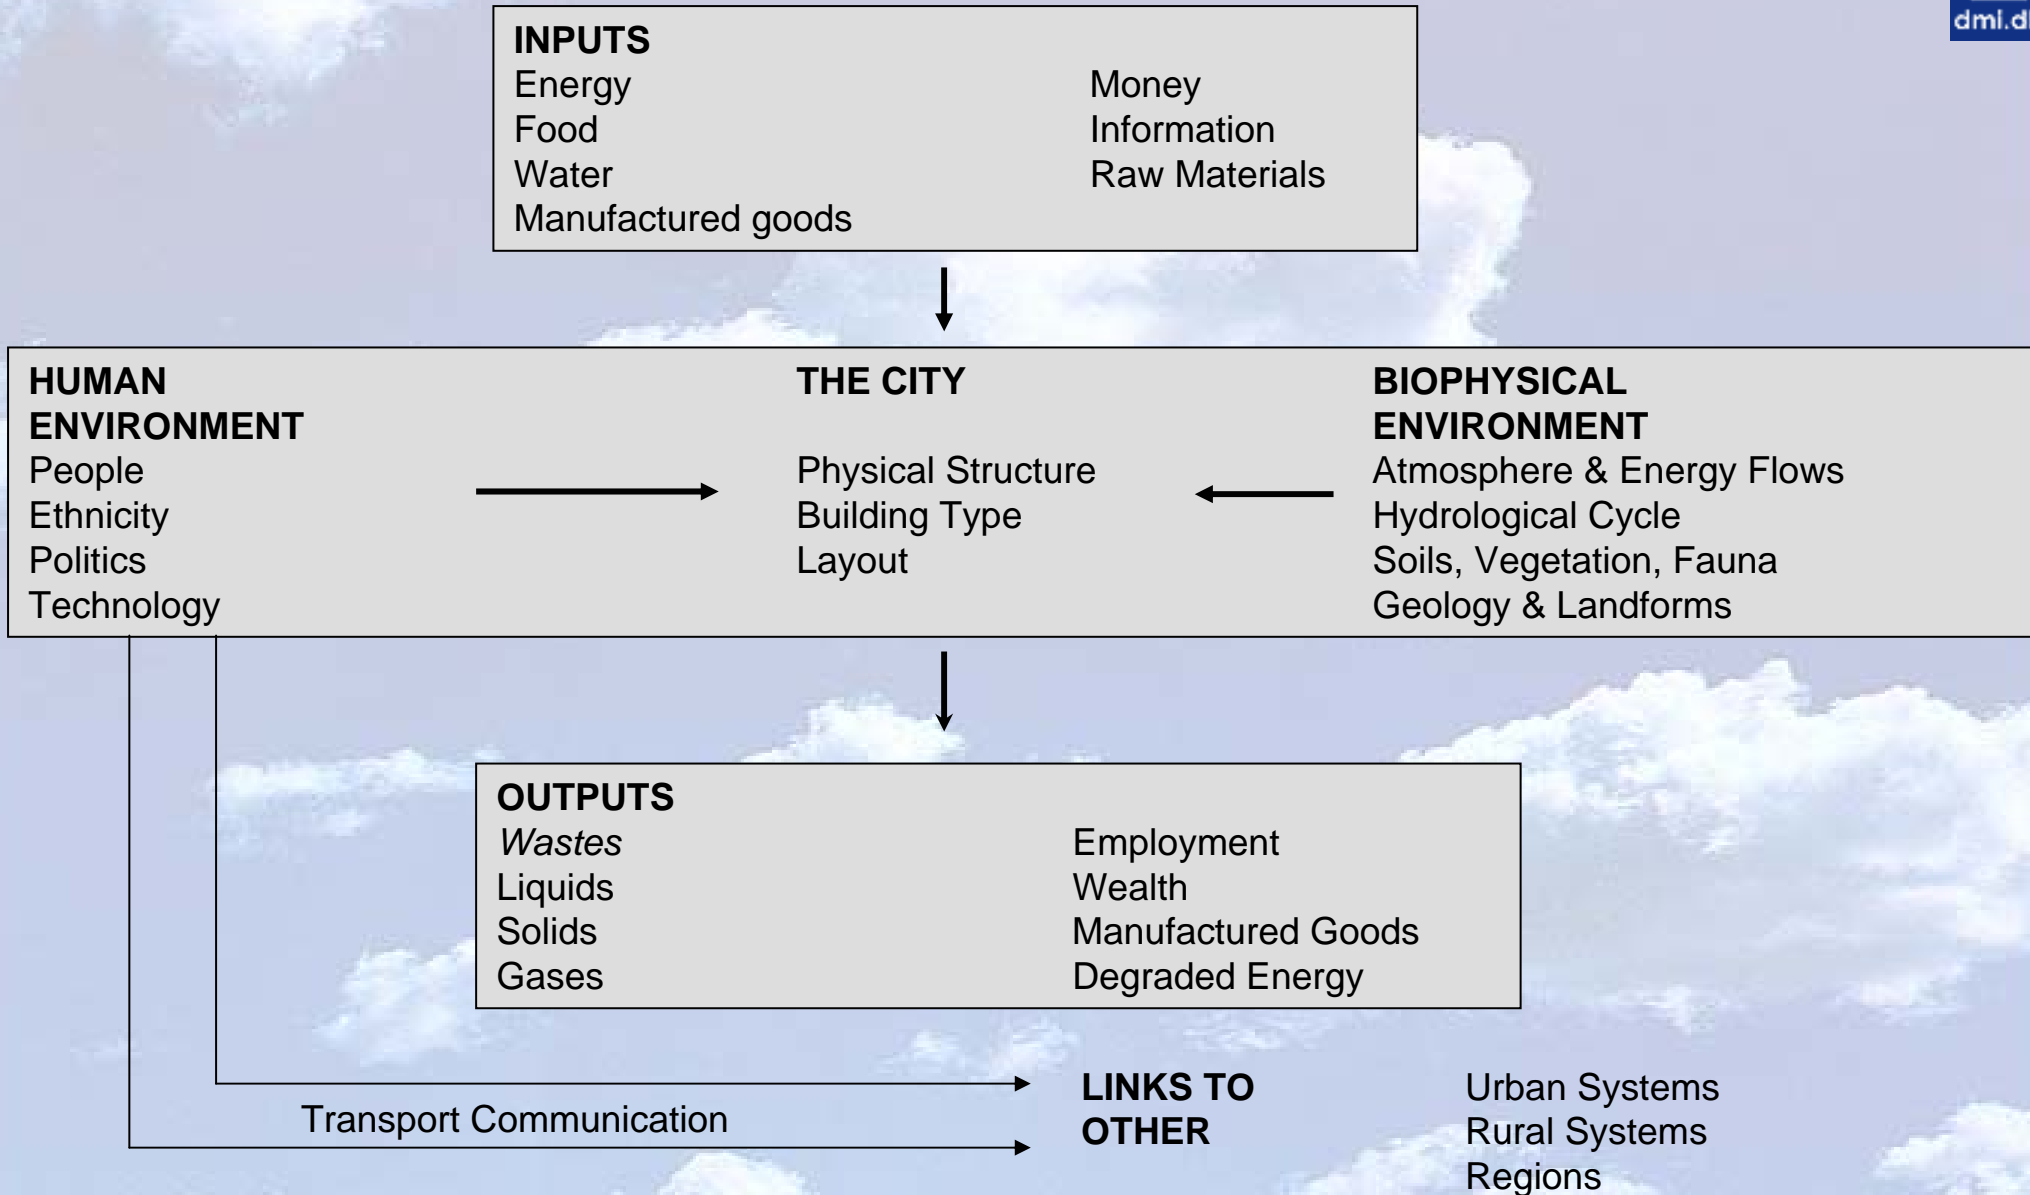 dmi.d
INPUTS
Energy
Food
Water
Manufactured goods
Money
Information
Raw Materials
HUMAN
ENVIRONMENT
People
Ethnicity
Politics
Technology
THE CITY
Physical Structure
Building Type
Layout
BIOPHYSICAL
ENVIRONMENT
Atmosphere & Energy Flows
Hydrological Cycle
Soils, Vegetation, Fauna
Geology & Landforms
OUTPUTS
Wastes
Liquids
Solids
Gases
Employment
Wealth
Manufactured Goods
Degraded Energy
Transport Communication
LINKS TO
OTHER
Urban Systems
Rural Systems
Regions